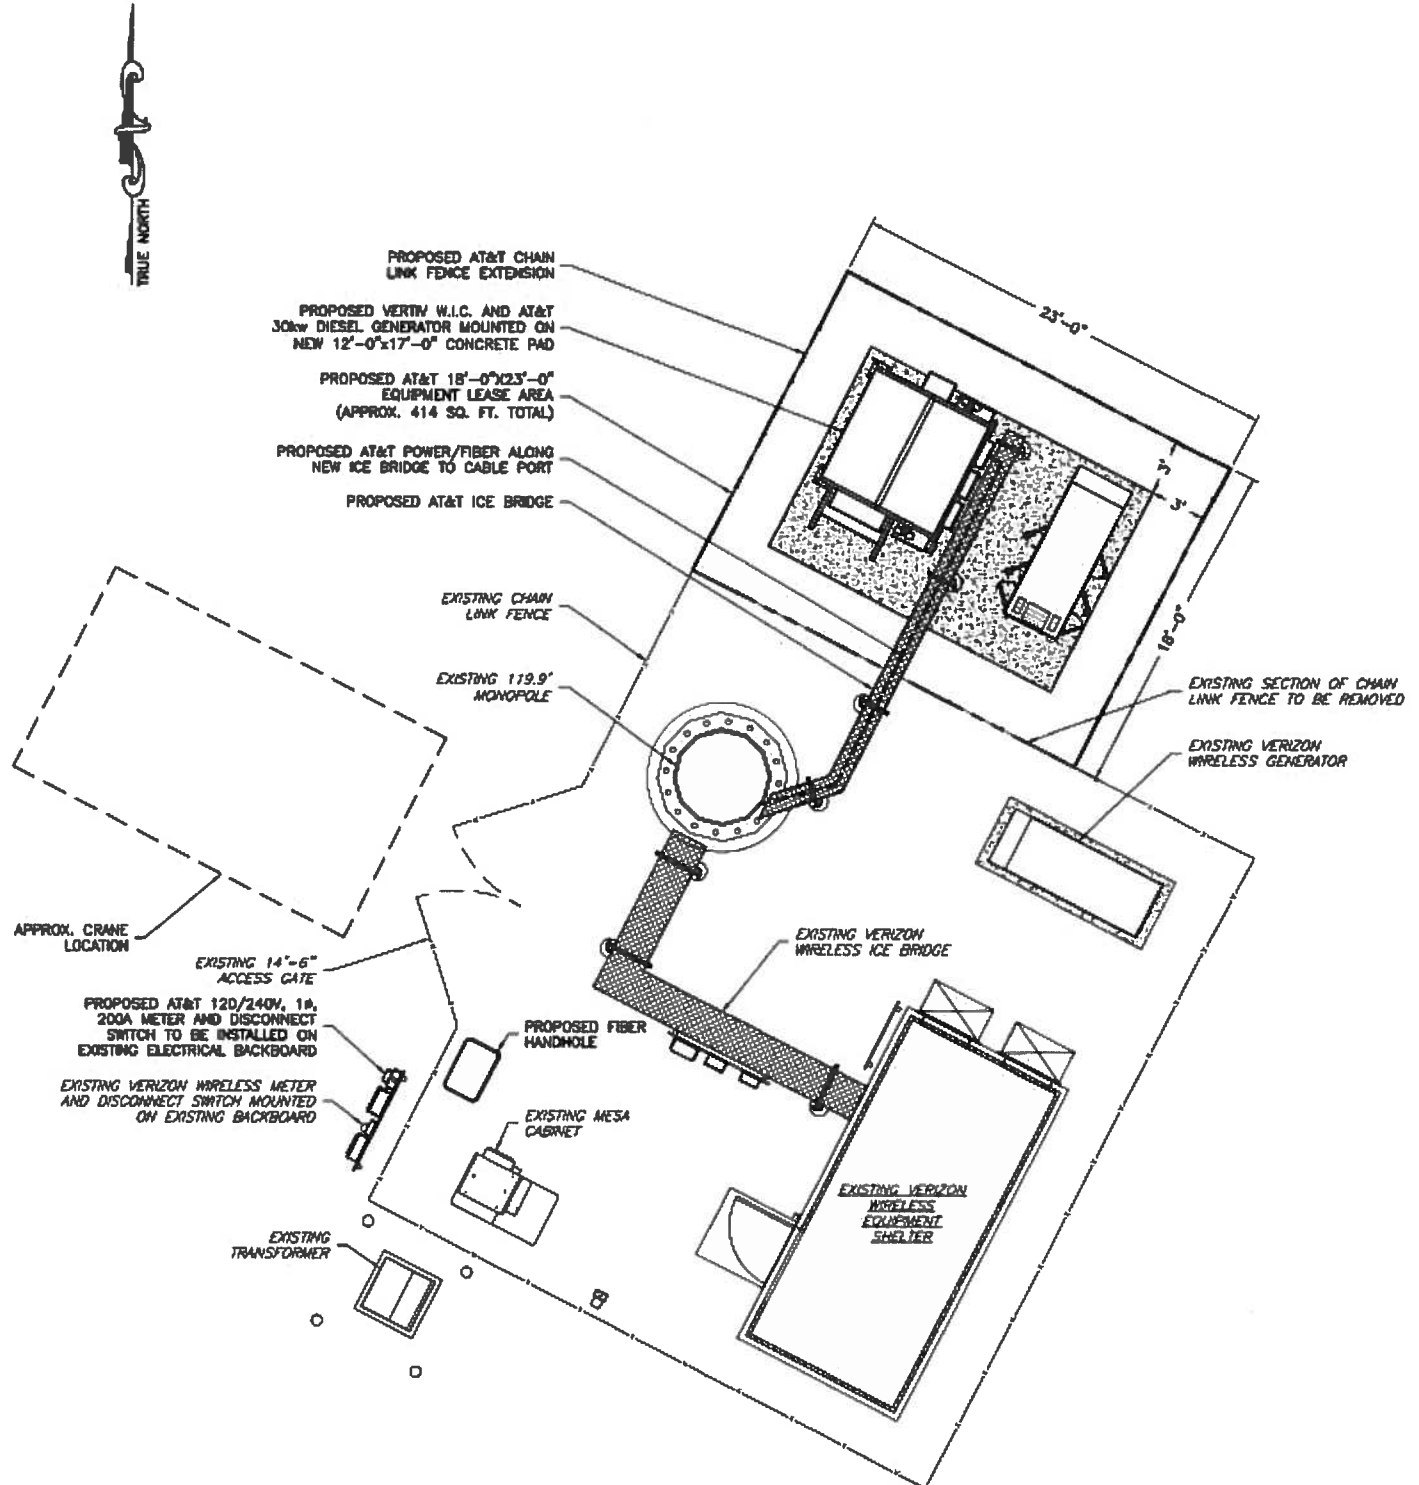 TRUE NORTH
PROPOSED AT&T CHAIN
LINK FENCE EXTENSION
PROPOSED VERTIV W.I.C. AND AT&T
30kw DIESEL GENERATOR MOUNTED ON
NEW 12'-0"x17'-0" CONCRETE PAD
PROPOSED AT&T 18'-0"X23'-0"
EQUIPMENT LEASE AREA
(APPROX. 414 SQ. FT. TOTAL)
PROPOSED AT&T POWER/FIBER ALONG
NEW ICE BRIDGE TO CABLE PORT
PROPOSED AT&T ICE BRIDGE
23'-0"
3'
3'
18'-0"
EXISTING CHAIN
LINK FENCE
EXISTING 119.9'
MONOPOLE
EXISTING SECTION OF CHAIN
LINK FENCE TO BE REMOVED
EXISTING VERIZON
WIRELESS GENERATOR
APPROX. CRANE
LOCATION
EXISTING 14'-6"
ACCESS GATE
EXISTING VERIZON
WIRELESS ICE BRIDGE
PROPOSED AT&T 120/240V, 1ø,
200A METER AND DISCONNECT
SWITCH TO BE INSTALLED ON
EXISTING ELECTRICAL BACKBOARD
PROPOSED FIBER
HANDHOLE
EXISTING VERIZON WIRELESS METER
AND DISCONNECT SWITCH MOUNTED
ON EXISTING BACKBOARD
EXISTING MESA
CABINET
EXISTING VERIZON
WIRELESS
EQUIPMENT
SHELTER
EXISTING
TRANSFORMER